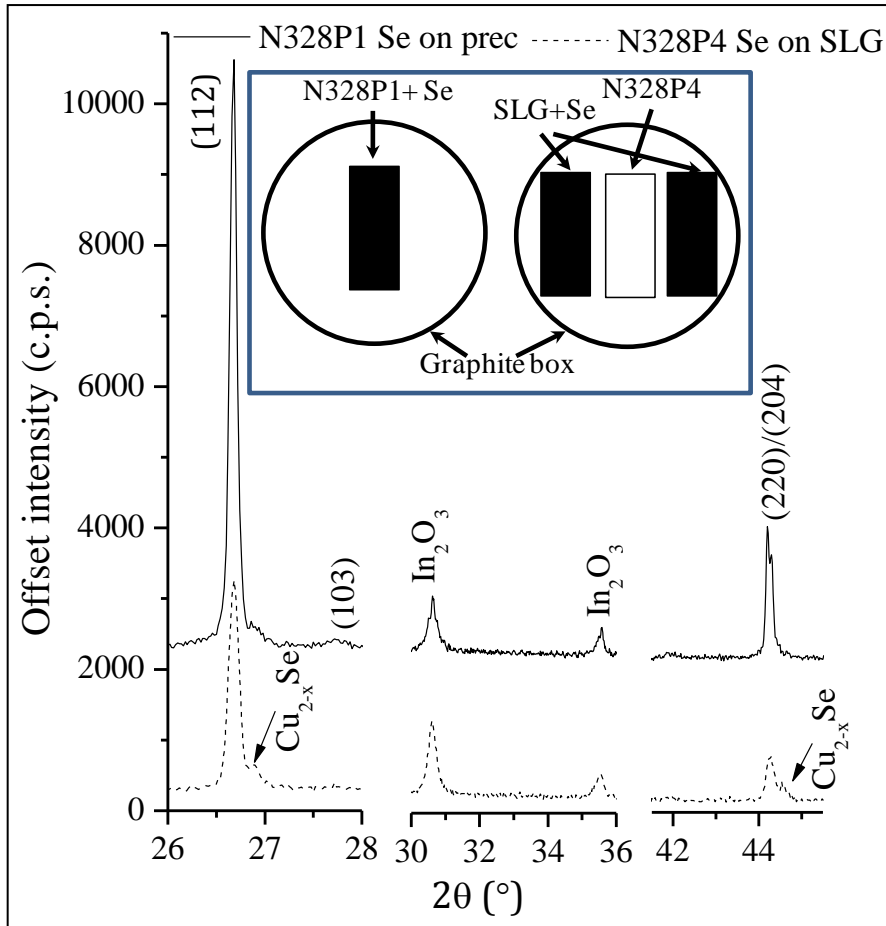 N328P1 Se on prec
N328P4 Se on SLG
(112)
N328P1+ Se
SLG+Se
N328P4
Graphite box
(103)
Cu2-xSe
In2O3
In2O3
(220)/(204)
Cu2-xSe
Offset intensity (c.p.s.)
10000
8000
6000
4000
2000
0
26 27 28 30 32 34 36 42 44
2θ (°)